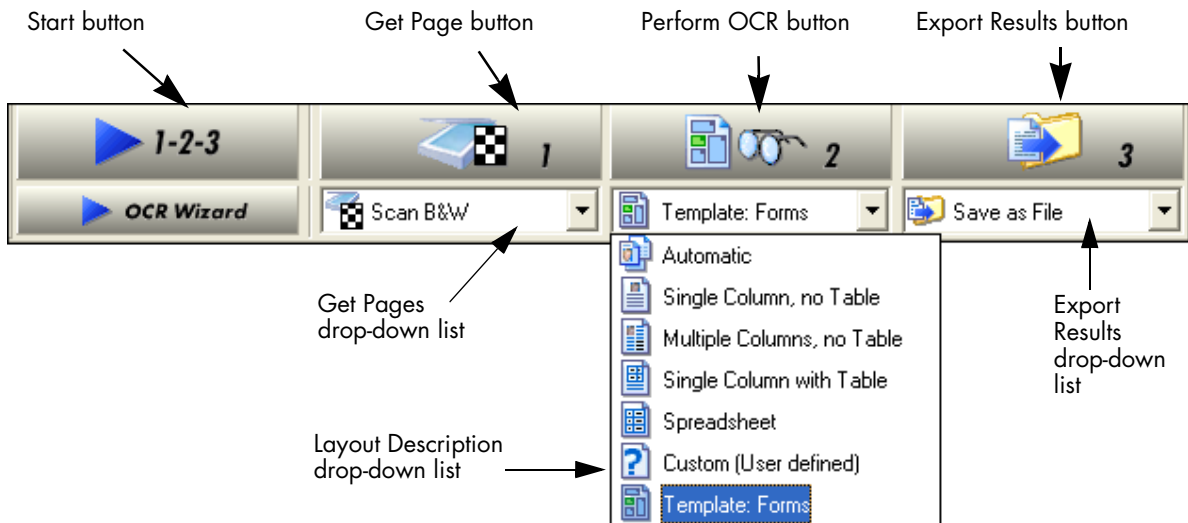 Start button
Get Page button
Perform OCR button
Export Results button
1-2-3
1
2
3
OCR Wizard
Scan B&W
Template: Forms
Save as File
Automatic
Single Column, no Table
Multiple Columns, no Table
Single Column with Table
Spreadsheet
Custom (User defined)
Template: Forms
Get Pages
drop-down list
Export
Results
drop-down
list
Layout Description
drop-down list